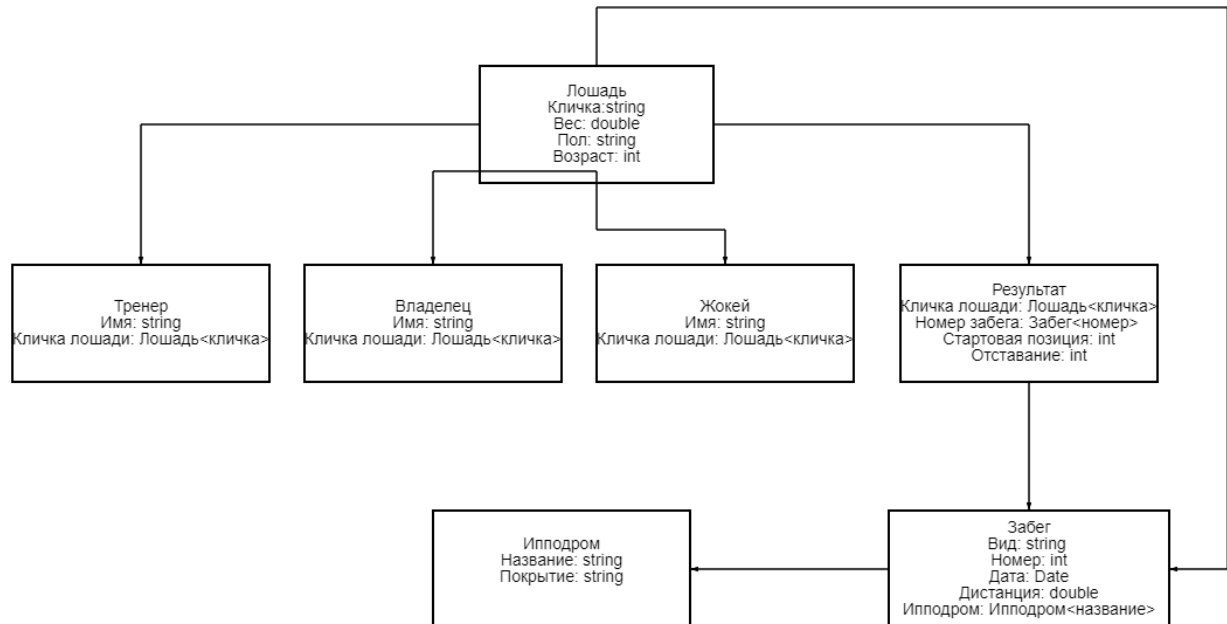 Лошадь
Кличка:string
Вес: double
Пол: string
Возраст: int
Тренер
Имя: string
Кличка лошади: Лошадь<кличка>
Владелец
Имя: string
Кличка лошади: Лошадь<кличка>
Жокей
Имя: string
Кличка лошади: Лошадь<кличка>
Результат
Кличка лошади: Лошадь<кличка>
Номер забега: Забег<номер>
Стартовая позиция: int
Отставание: int
Ипподром
Название: string
Покрытие: string
Забег
Вид: string
Номер: int
Дата: Date
Дистанция: double
Ипподром: Ипподром<название>